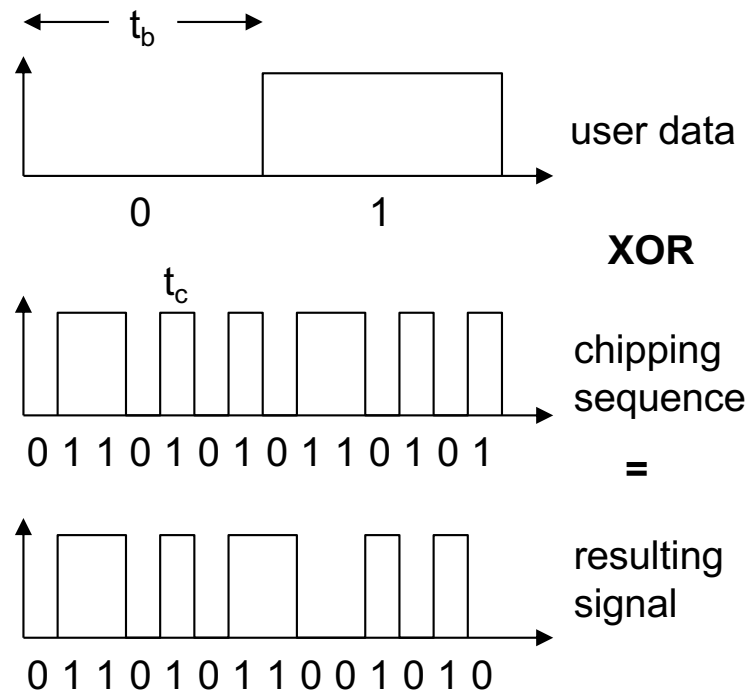 t_b
user data
0 1
XOR
t_c
chipping
sequence
0 1 1 0 1 0 1 0 1 1 0 1 0 1
=
resulting
signal
0 1 1 0 1 0 1 1 0 0 1 0 1 0